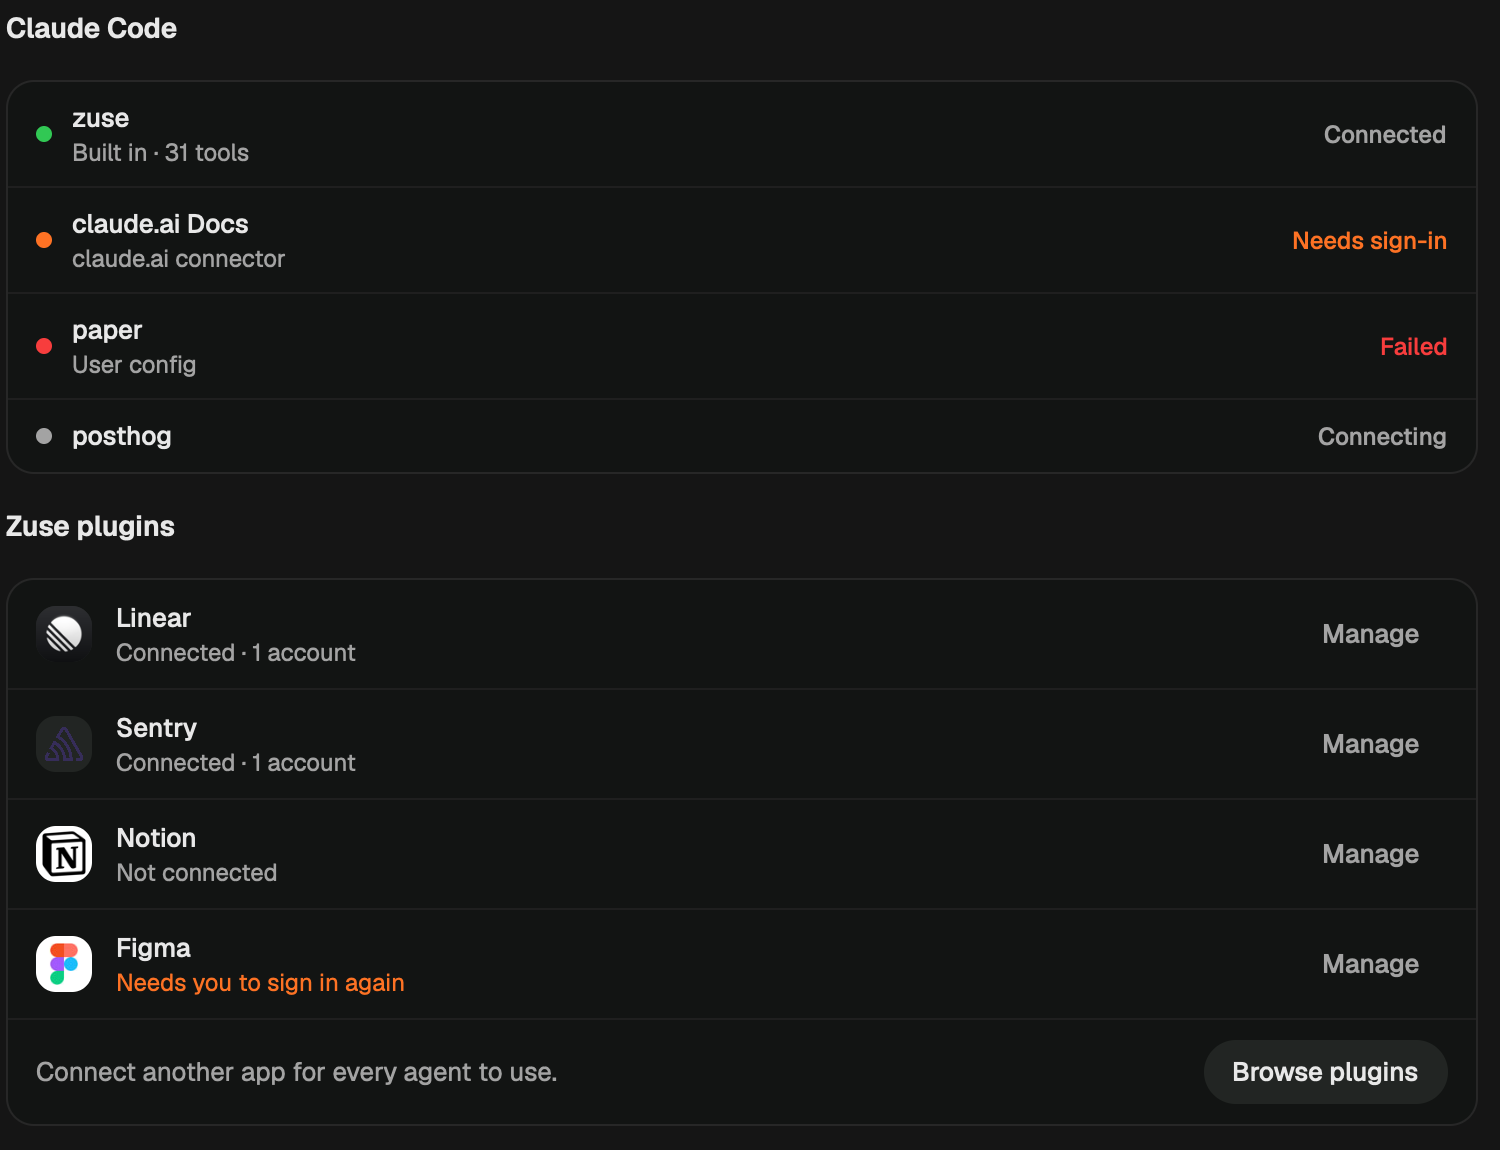 Claude Code
zuse
Built in · 31 tools
Connected
claude.ai Docs
claude.ai connector
Needs sign-in
paper
User config
Failed
posthog
Connecting
Zuse plugins
Linear
Connected · 1 account
Manage
Sentry
Connected · 1 account
Manage
N
Notion
Not connected
Manage
Figma
Needs you to sign in again
Manage
Connect another app for every agent to use.
Browse plugins